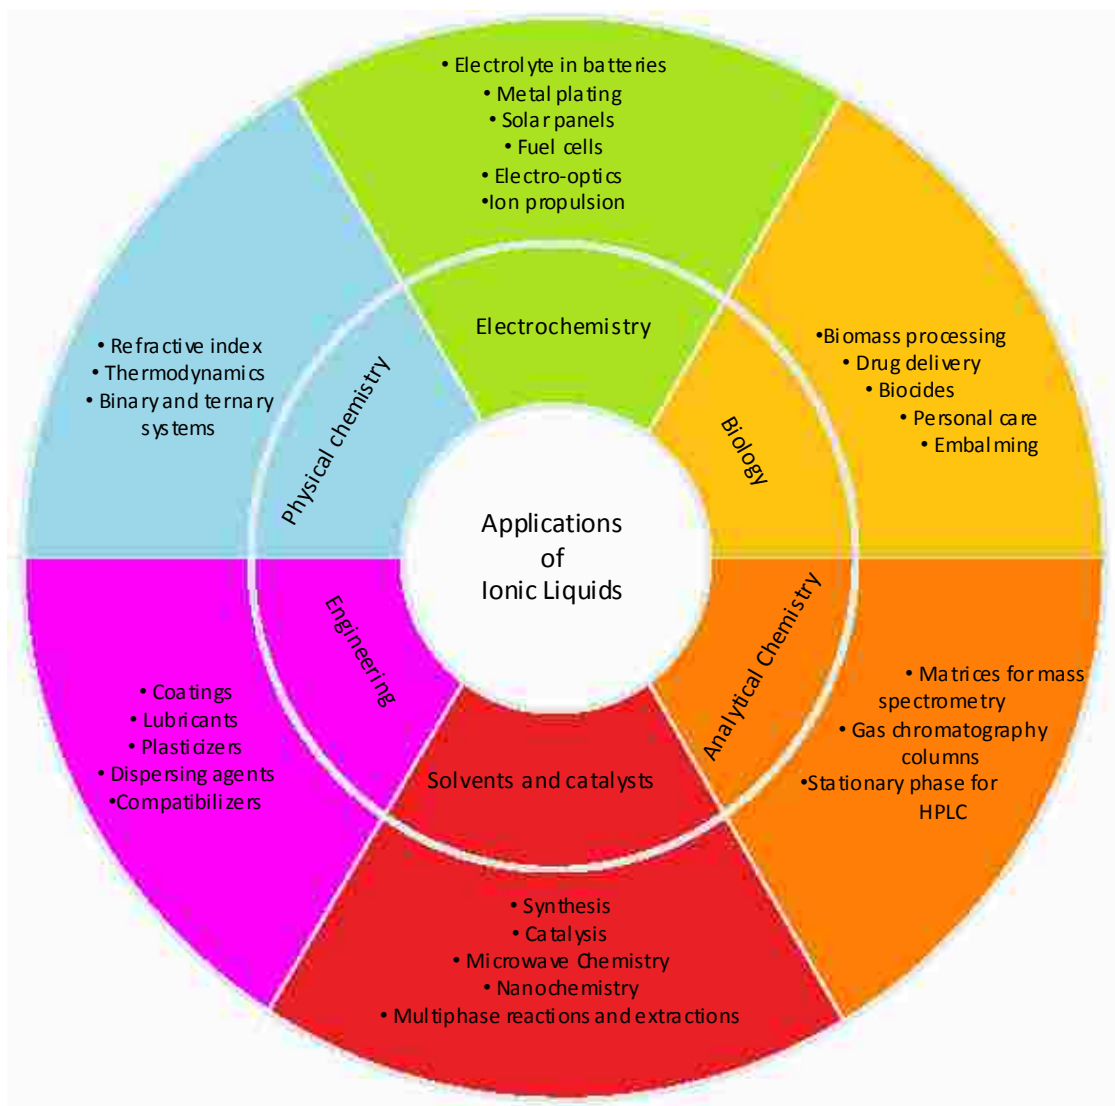 • Electrolyte in batteries
• Metal plating
• Solar panels
• Fuel cells
• Electro-optics
•Ion propulsion
Electrochemistry
•Biomass processing
• Drug delivery
• Biocides
• Personal care
• Embalming
Biology
• Matrices for mass
spectrometry
• Gas chromatography
columns
•Stationary phase for
HPLC
Analytical Chemistry
Solvents and catalysts
• Synthesis
• Catalysis
• Microwave Chemistry
• Nanochemistry
• Multiphase reactions and extractions
Engineering
• Coatings
• Lubricants
• Plasticizers
• Dispersing agents
•Compatibilizers
Physical chemistry
• Refractive index
• Thermodynamics
• Binary and ternary
systems
Applications
of
Ionic Liquids